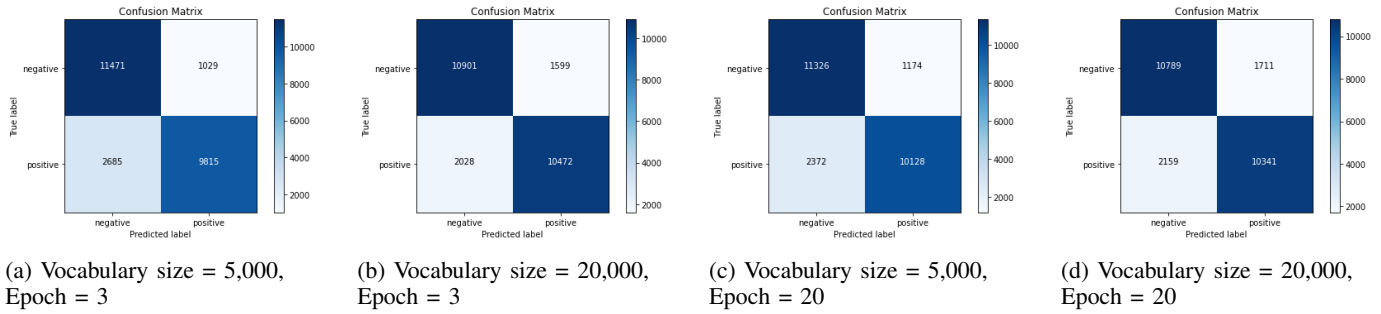 Confusion Matrix
negative
positive
True label
11471
1029
2685
9815
negative
positive
Predicted label
10000
8000
6000
4000
2000
(a) Vocabulary size = 5,000,
Epoch = 3
Confusion Matrix
negative
positive
True label
10901
1599
2028
10472
negative
positive
Predicted label
10000
8000
6000
4000
2000
(b) Vocabulary size = 20,000,
Epoch = 3
Confusion Matrix
negative
positive
True label
11326
1174
2372
10128
negative
positive
Predicted label
10000
8000
6000
4000
2000
(c) Vocabulary size = 5,000,
Epoch = 20
Confusion Matrix
negative
positive
True label
10789
1711
2159
10341
negative
positive
Predicted label
10000
8000
6000
4000
2000
(d) Vocabulary size = 20,000,
Epoch = 20